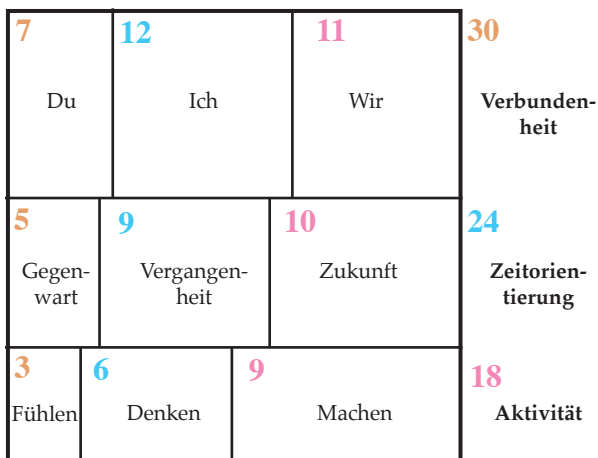 7 12 11 30
Du Ich Wir Verbunden-
heit
5 9 10 24
Gegen-
wart
Vergangen-
heit
Zukunft
Zeitorien-
tierung
3 6 9 18
Fühlen Denken Machen Aktivität